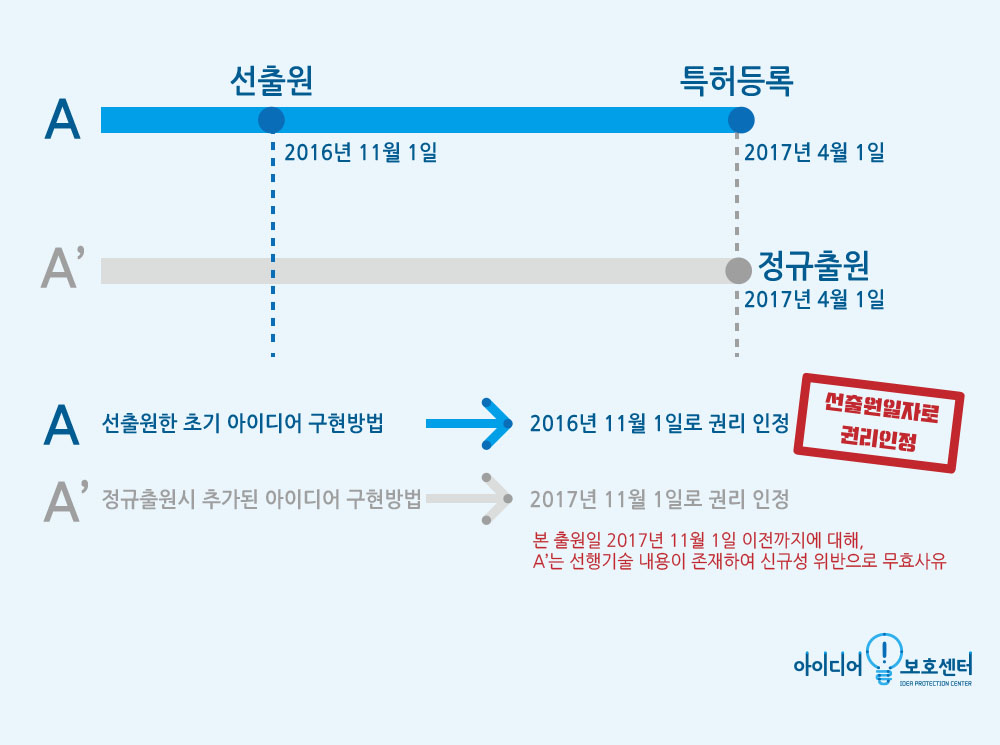 선출원
특허등록
A
2016년 11월 1일
2017년 4월 1일
A’
정규출원
2017년 4월 1일
A 선출원한 초기 아이디어 구현방법
2016년 11월 1일로 권리 인정
선출원일자로
권리인정
A’ 정규출원시 추가된 아이디어 구현방법
2017년 11월 1일로 권리 인정
본 출원일 2017년 11월 1일 이전까지에 대해,
A’는 선행기술 내용이 존재하여 신규성 위반으로 무효사유
아이디어 보호센터
IDEA PROTECTION CENTER